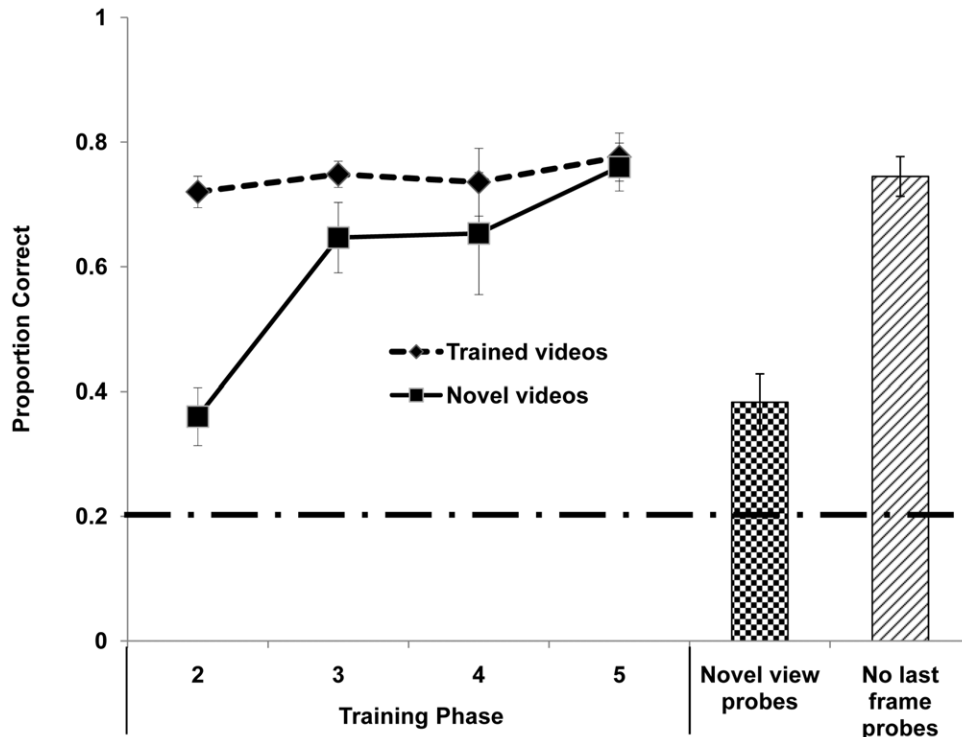 Proportion Correct
1
0.8
0.6
0.4
0.2
0
Trained videos
Novel videos
2 3 4 5
Training Phase
Novel view
probes
No last
frame
probes